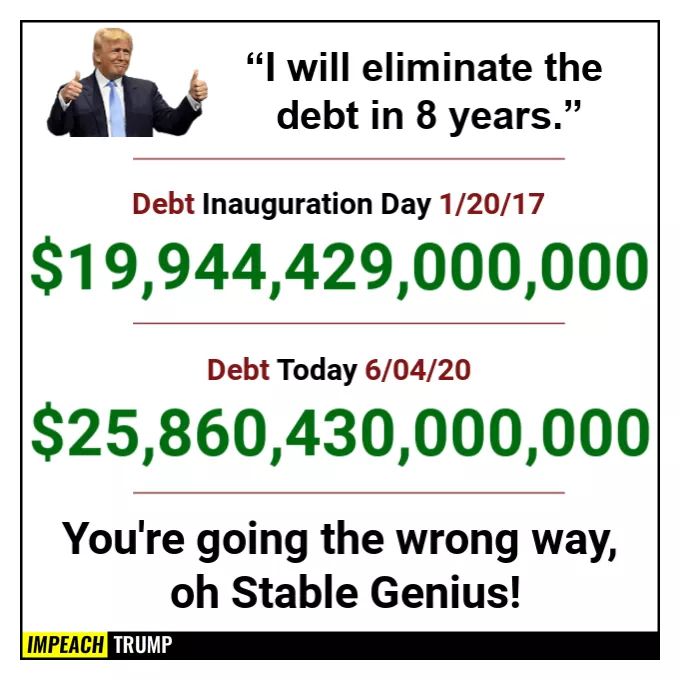 “I will eliminate the
debt in 8 years.”
Debt Inauguration Day 1/20/17
$19,944,429,000,000
Debt Today 6/04/20
$25,860,430,000,000
You're going the wrong way,
oh Stable Genius!
IMPEACH TRUMP